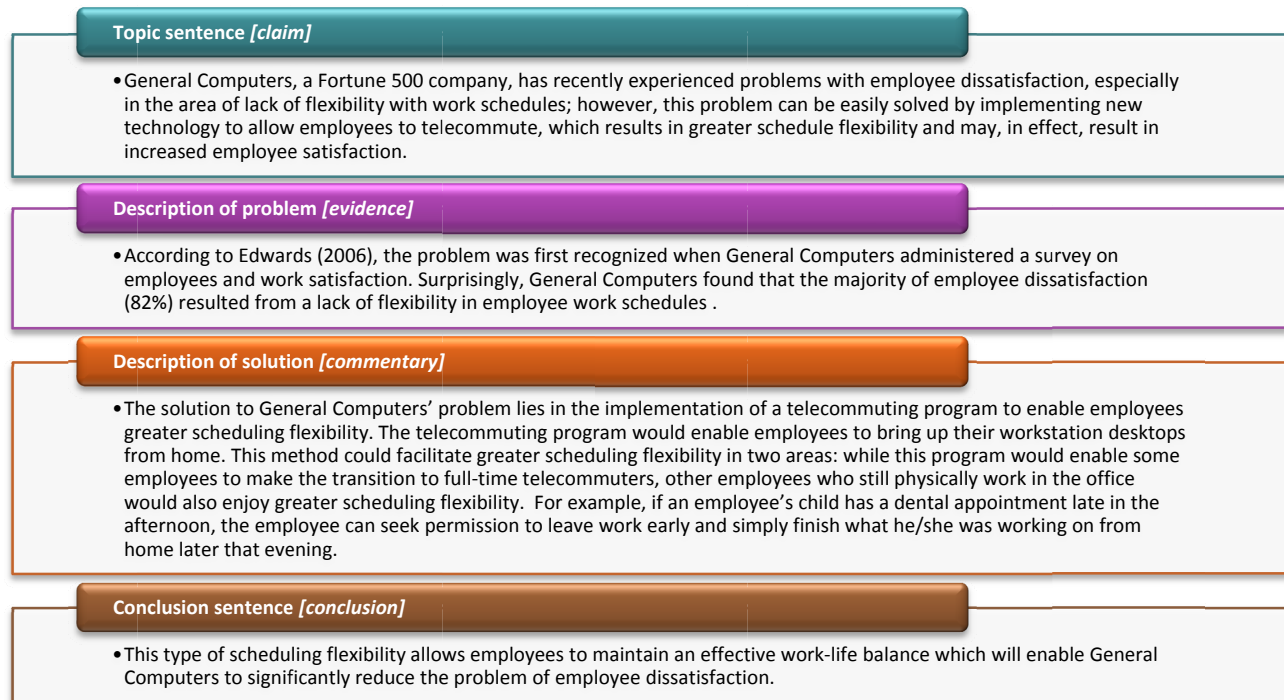 Topic sentence [claim]
•General Computers, a Fortune 500 company, has recently experienced problems with employee dissatisfaction, especially
in the area of lack of flexibility with work schedules; however, this problem can be easily solved by implementing new
technology to allow employees to telecommute, which results in greater schedule flexibility and may, in effect, result in
increased employee satisfaction.
Description of problem [evidence]
•According to Edwards (2006), the problem was first recognized when General Computers administered a survey on
employees and work satisfaction. Surprisingly, General Computers found that the majority of employee dissatisfaction
(82%) resulted from a lack of flexibility in employee work schedules .
Description of solution [commentary]
•The solution to General Computers’ problem lies in the implementation of a telecommuting program to enable employees
greater scheduling flexibility. The telecommuting program would enable employees to bring up their workstation desktops
from home. This method could facilitate greater scheduling flexibility in two areas: while this program would enable some
employees to make the transition to full-time telecommuters, other employees who still physically work in the office
would also enjoy greater scheduling flexibility.  For example, if an employee’s child has a dental appointment late in the
afternoon, the employee can seek permission to leave work early and simply finish what he/she was working on from
home later that evening.
Conclusion sentence [conclusion]
•This type of scheduling flexibility allows employees to maintain an effective work-life balance which will enable General
Computers to significantly reduce the problem of employee dissatisfaction.